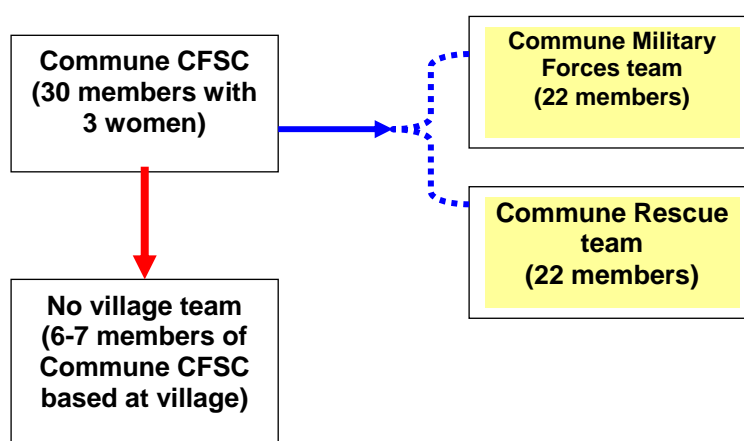 Commune CFSC
(30 members with
3 women)
Commune Military
Forces team
(22 members)
Commune Rescue
team
(22 members)
No village team
(6-7 members of
Commune CFSC
based at village)